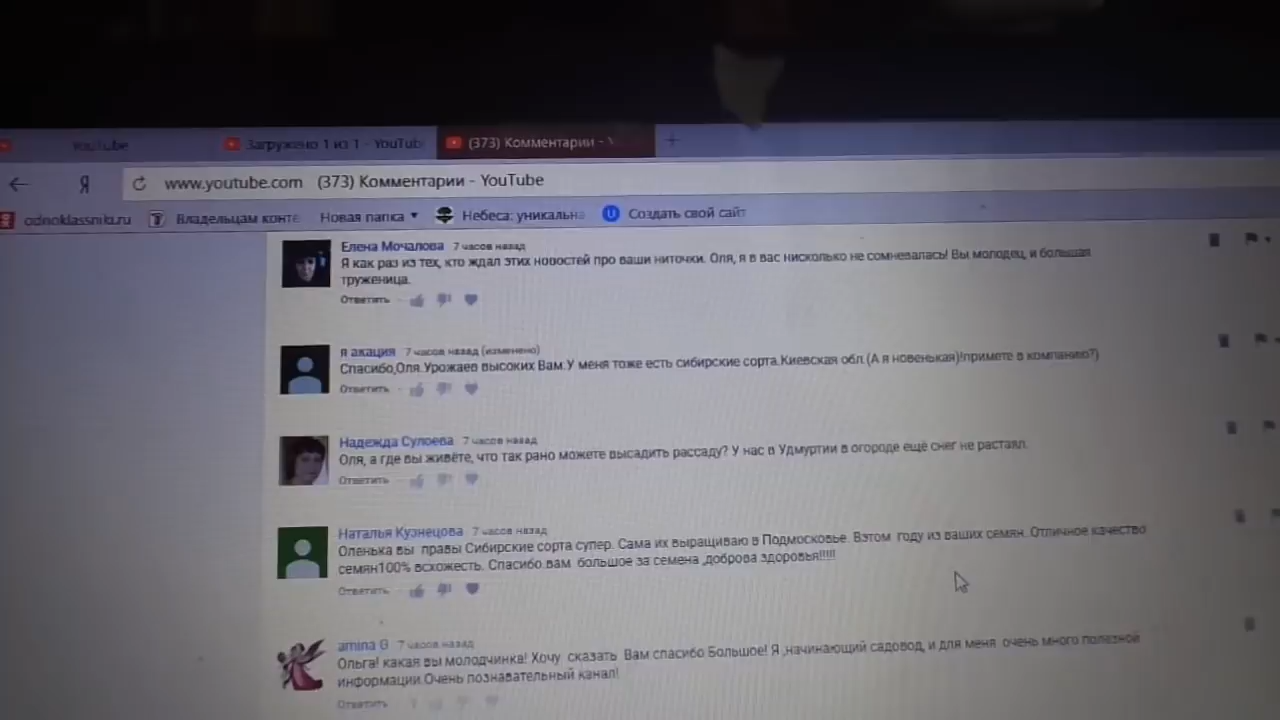 YouTube
Загружено 1 из 1 - YouTub
(373) Комментарии - Y
Я
www.youtube.com (373) Комментарии - YouTube
odnoklassniki.ru
Владельцам конте
Новая папка
Небеса: уникальна
Создать свой сайт
Елена Мочалова 7 часов назад
Я как раз из тех, кто ждал этих новостей про ваши ниточки. Оля, я в вас нисколько не сомневалась! Вы молодец, и большая
труженица.
Ответить
я акация 7 часов назад (изменено)
Спасибо,Оля.Урожаев высоких Вам.У меня тоже есть сибирские сорта.Киевская обл.(А я новенькая)!примете в компанию?)
Ответить
Надежда Сулоева 7 часов назад
Оля, а где вы живёте, что так рано можете высадить рассаду? У нас в Удмуртии в огороде ещё снег не растаял.
Ответить
Наталья Кузнецова 7 часов назад
Оленька вы правы Сибирские сорта супер. Сама их выращиваю в Подмосковье. Вэтом году из ваших семян..Отличное качество
семян100% всхожесть. Спасибо.вам большое за семена ,доброва здоровья!!!!!
Ответить
amina G 7 часов назад
Ольга! какая вы молодчинка! Хочу сказать Вам спасибо Большое! Я ,начинающий садовод, и для меня очень много полезной
информации.Очень познавательный канал!
Ответить